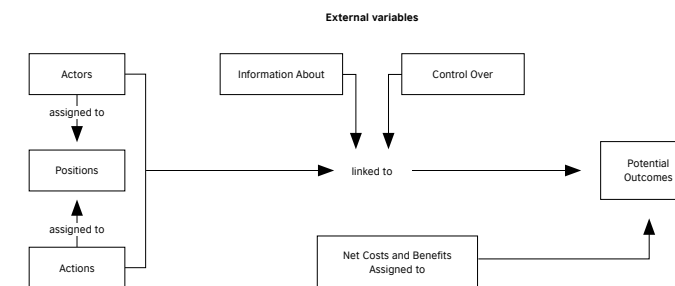 External variables
Actors
Information About
Control Over
assigned to
Positions
linked to
Potential
Outcomes
assigned to
Actions
Net Costs and Benefits
Assigned to